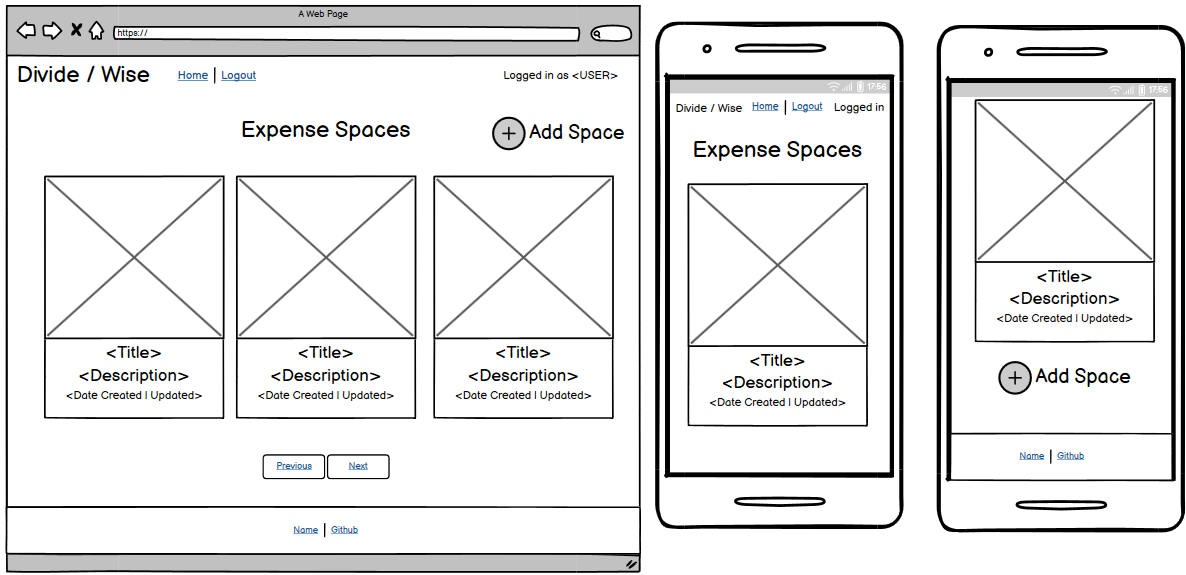 A Web Page
https://
Divide / Wise Home | Logout Logged in as <USER>
Expense Spaces + Add Space
<Title> <Title> <Title>
<Description> <Description> <Description>
<Date Created | Updated> <Date Created | Updated> <Date Created | Updated>
Previous Next
Name | Github
17:56
Divide / Wise Home | Logout Logged in
Expense Spaces
<Title>
<Description>
<Date Created | Updated>
17:56
<Title>
<Description>
<Date Created | Updated>
+ Add Space
Name | Github